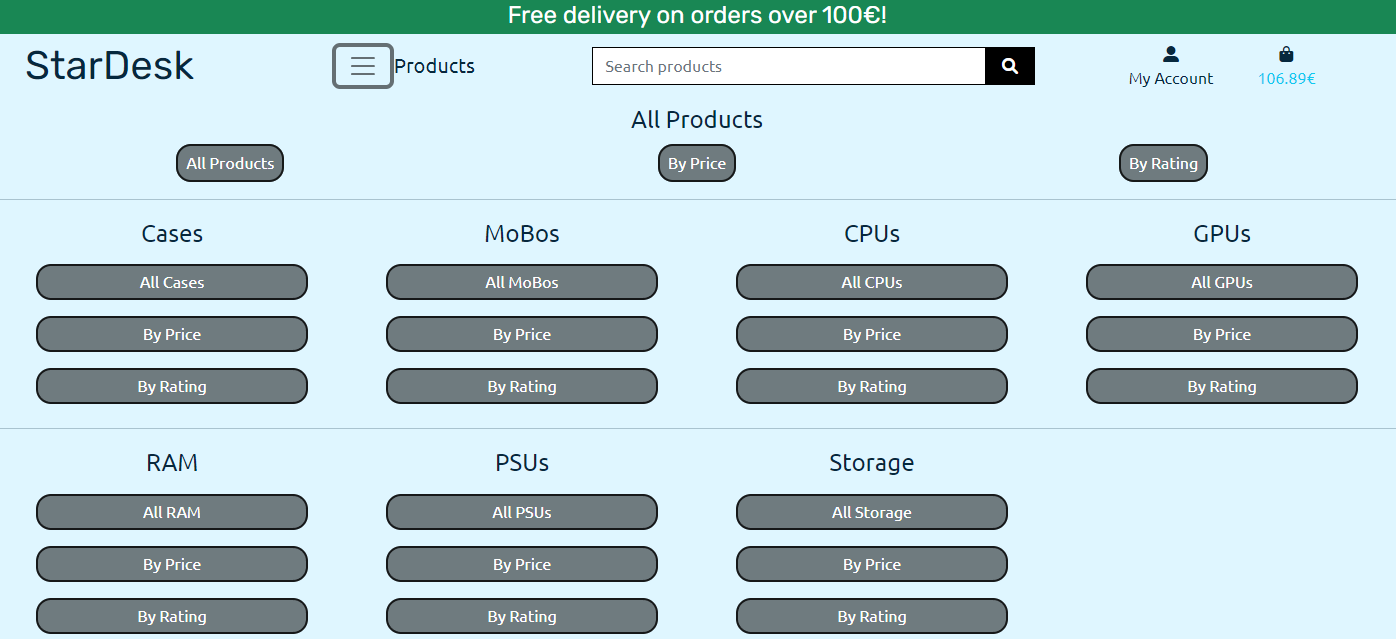 Free delivery on orders over 100€!
StarDesk
Products
Search products
My Account
106.89€
All Products
All Products
By Price
By Rating
Cases
MoBos
CPUs
GPUs
All Cases
All MoBos
All CPUs
All GPUs
By Price
By Price
By Price
By Price
By Rating
By Rating
By Rating
By Rating
RAM
PSUs
Storage
All RAM
All PSUs
All Storage
By Price
By Price
By Price
By Rating
By Rating
By Rating